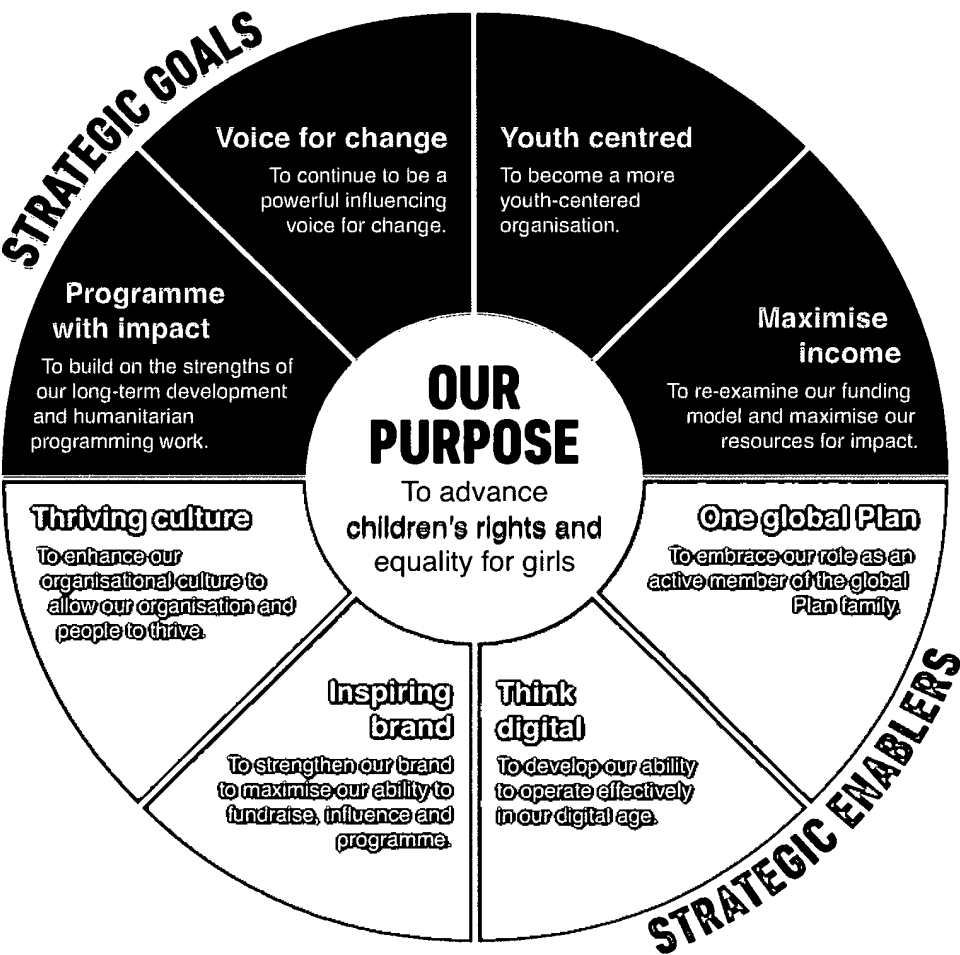 STRATEGIC GOALS
Voice for change
To continue to be a
powerful influencing
voice for change.
Youth centred
To become a more
youth-centered
organisation.
Programme
with impact
To build on the strengths of
our long-term development
and humanitarian
programming work.
Maximise
income
To re-examine our funding
model and maximise our
resources for impact.
OUR
PURPOSE
To advance
children's rights and
equality for girls
Thriving culture
To enhance our
organisational culture to
allow our organisation and
people to thrive.
One global Plan
To embrace our role as an
active member of the global
Plan family.
Inspiring
brand
To strengthen our brand
to maximise our ability to
fundraise, influence and
programme.
Think
digital
To develop our ability
to operate effectively
in our digital age.
STRATEGIC ENABLERS